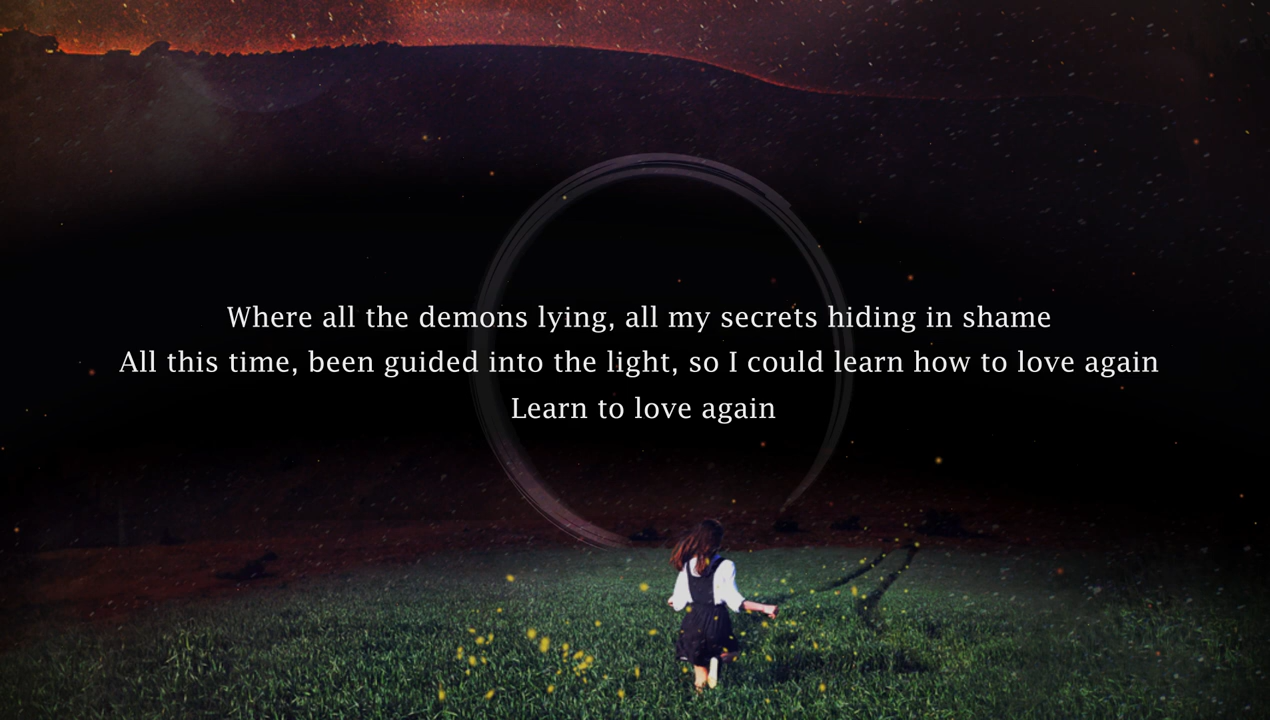 Where all the demons lying, all my secrets hiding in shame
All this time, been guided into the light, so I could learn how to love again
Learn to love again